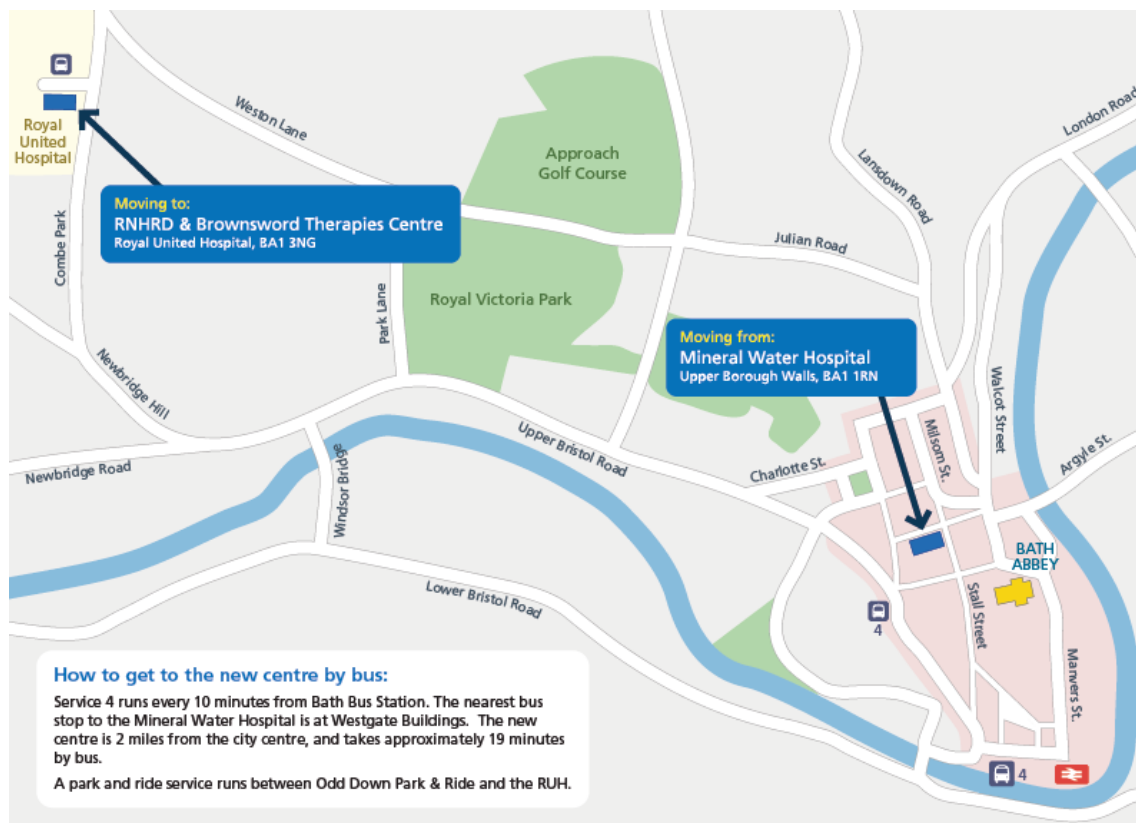 Royal
United
Hospital
Combe Park
Weston Lane
Approach
Golf Course
Lansdown Road
London Road
Moving to:
RNHRD & Brownsword Therapies Centre
Royal United Hospital, BA1 3NG
Julian Road
Park Lane
Royal Victoria Park
Moving from:
Mineral Water Hospital
Upper Borough Walls, BA1 1RN
Newbridge Hill
Newbridge Road
Windsor Bridge
Upper Bristol Road
Charlotte St.
Milsom St.
Walcot Street
Argyle St.
BATH
ABBEY
Lower Bristol Road
4
Stall Street
Manvers St.
4
How to get to the new centre by bus:
Service 4 runs every 10 minutes from Bath Bus Station. The nearest bus
stop to the Mineral Water Hospital is at Westgate Buildings.  The new
centre is 2 miles from the city centre, and takes approximately 19 minutes
by bus.
A park and ride service runs between Odd Down Park & Ride and the RUH.